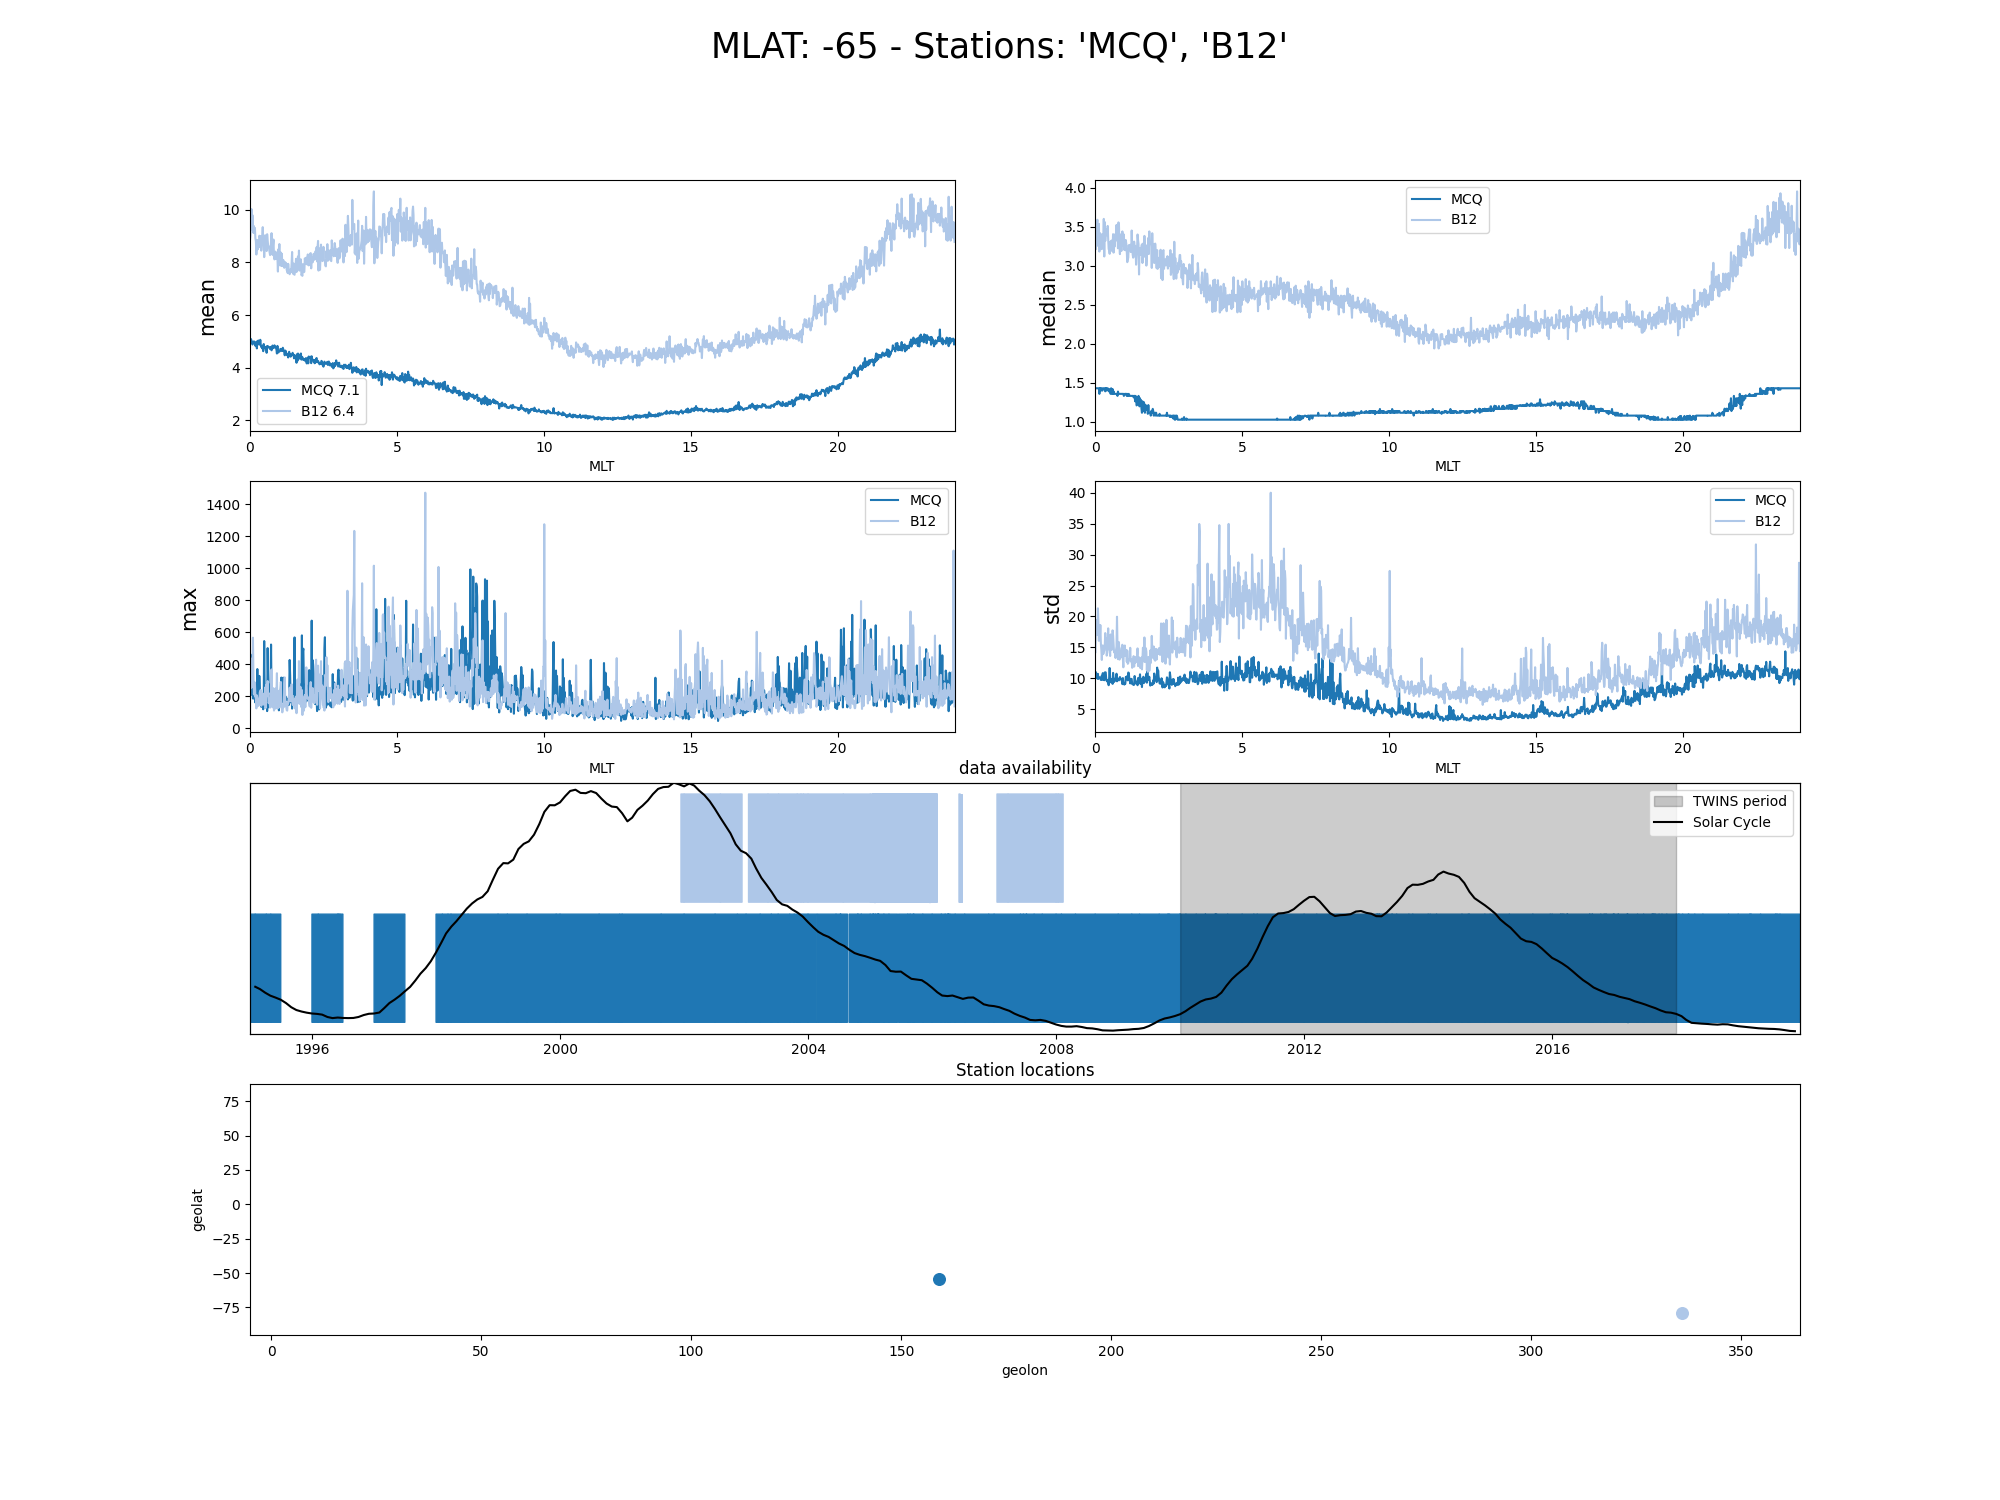 MLAT: -65 - Stations: 'MCQ', 'B12'
mean
10
8
6
4
2
MCQ 7.1
B12 6.4
0 5 10 15 20
MLT
median
4.0
3.5
3.0
2.5
2.0
1.5
1.0
MCQ
B12
0 5 10 15 20
MLT
max
1400
1200
1000
800
600
400
200
0
MCQ
B12
0 5 10 15 20
MLT
std
40
35
30
25
20
15
10
5
MCQ
B12
0 5 10 15 20
MLT
data availability
TWINS period
Solar Cycle
1996 2000 2004 2008 2012 2016
Station locations
geolat
75
50
25
0
−25
−50
−75
0 50 100 150 200 250 300 350
geolon